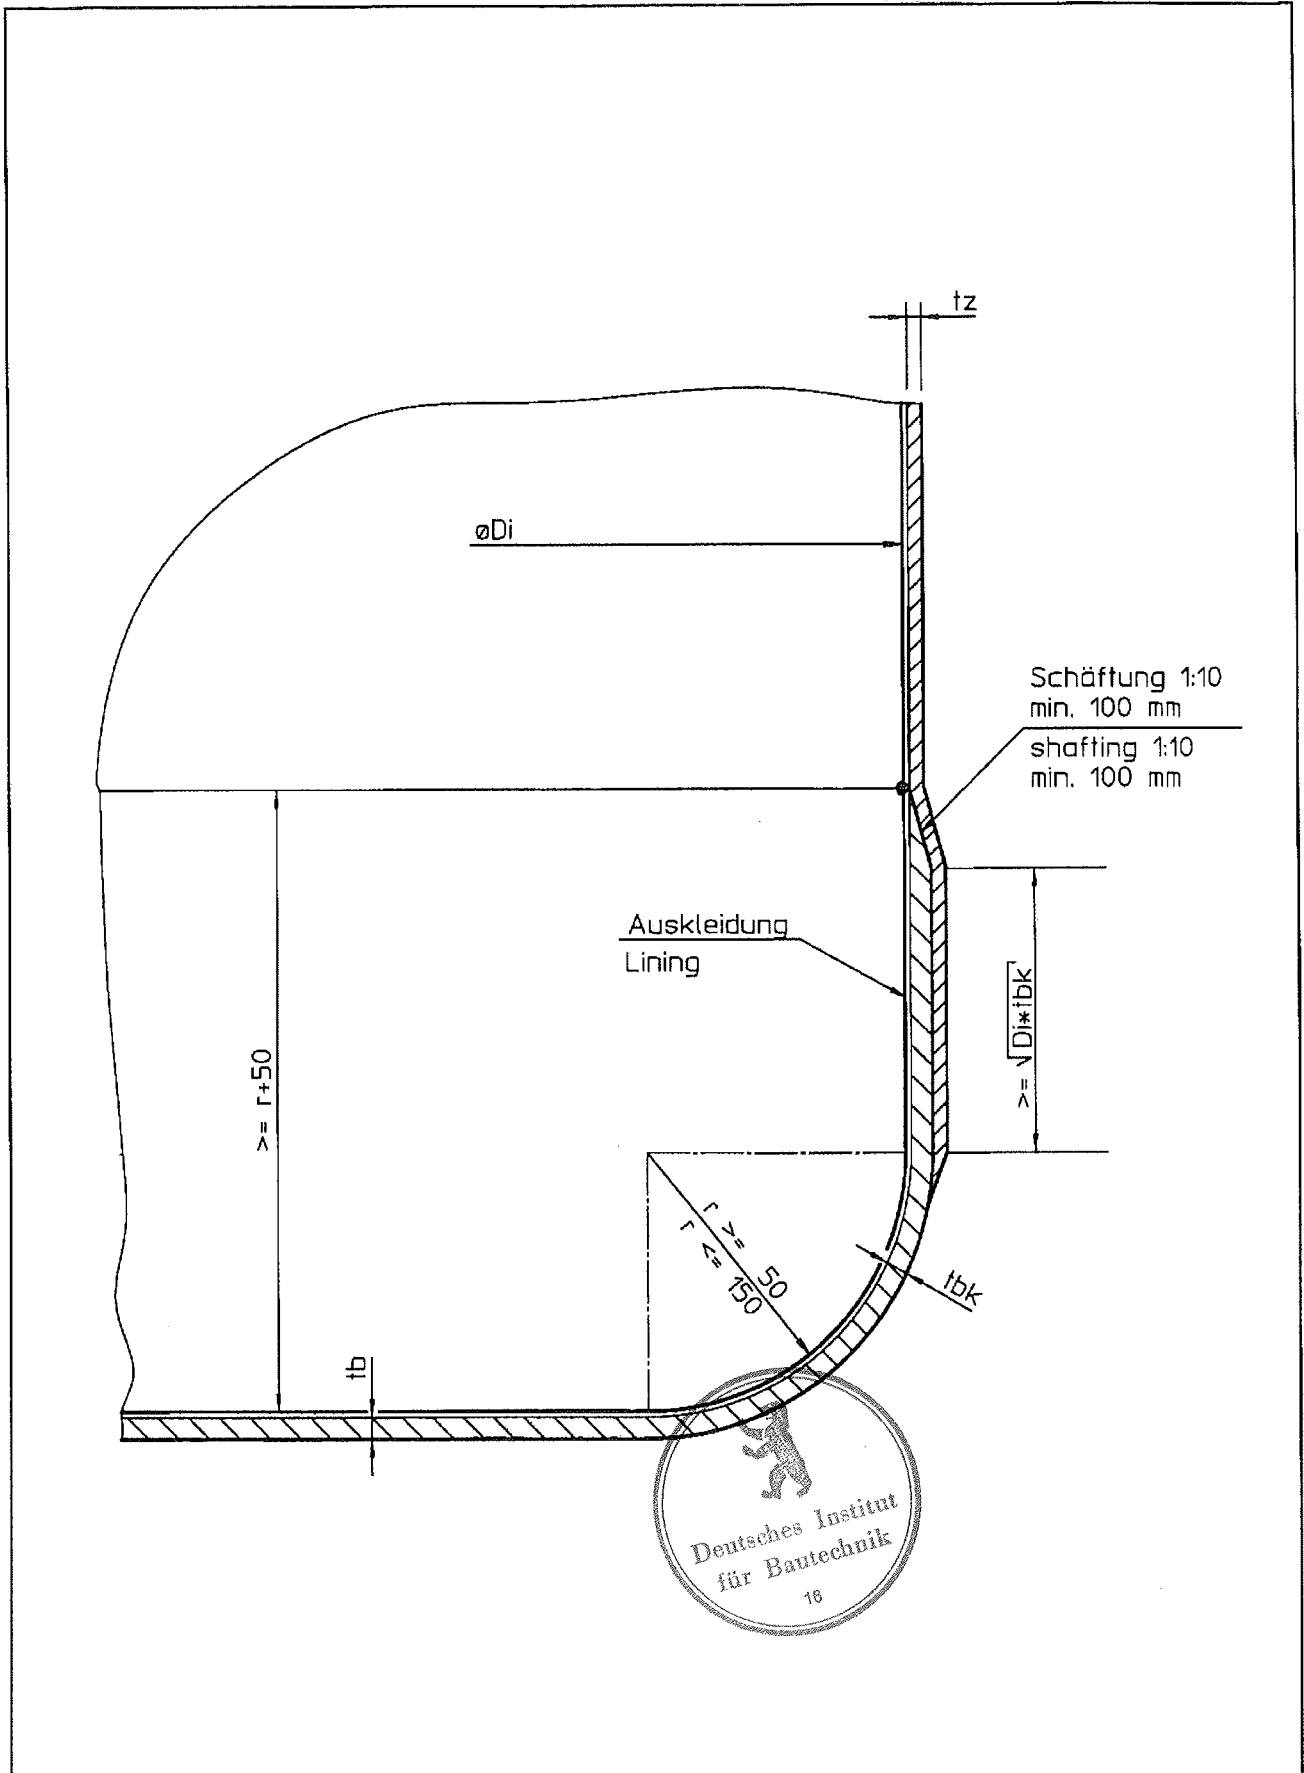 tz
øDi
Schäftung 1:10
min. 100 mm
shafting 1:10
min. 100 mm
Auskleidung
Lining
>= √Di*tbk
>= r+50
r >= 50
r <= 150
tbk
tb
Deutsches Institut
für Bautechnik
16